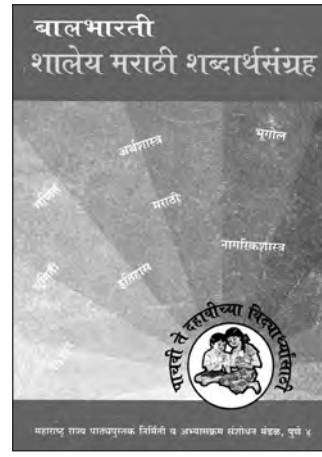 बालभारती
शालेय मराठी शब्दार्थसंग्रह
भूगोल
अर्थशास्त्र
गणित
मराठी
नागरिकशास्त्र
इतिहास
पाचवी ते दहावीच्या विद्यार्थ्यांसाठी
महाराष्ट्र राज्य पाठ्यपुस्तक निर्मिती व अभ्यासक्रम संशोधन मंडळ, पुणे ४